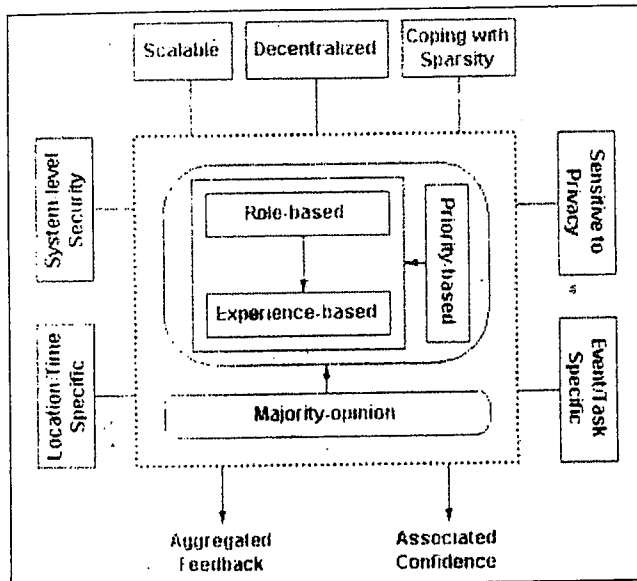 Scalable
Decentralized
Coping with
Sparsity
System-level
Security
Sensitive to
Privacy
Role-based
Priority-based
Experience-based
Location/Time
Specific
Event/Task
Specific
Majority-opinion
Aggregated
Feedback
Associated
Confidence